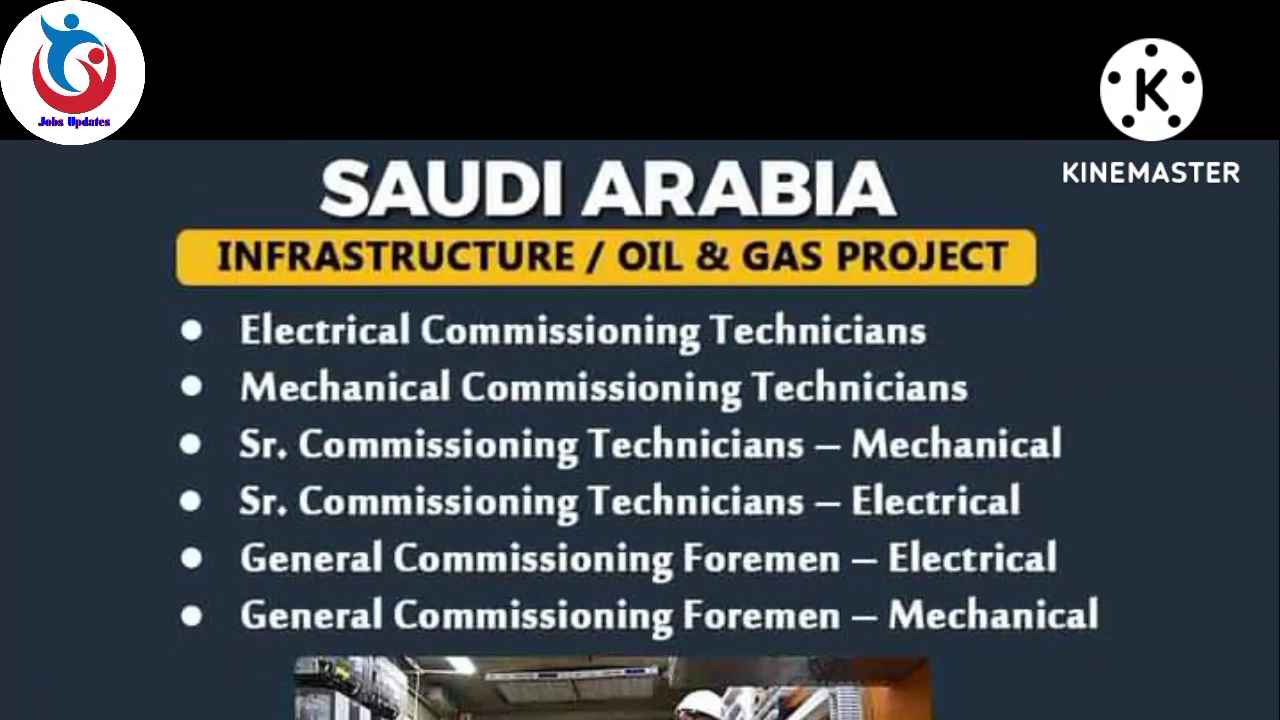 Jobs Updates
K
KINEMASTER
SAUDI ARABIA
INFRASTRUCTURE / OIL & GAS PROJECT
● Electrical Commissioning Technicians
● Mechanical Commissioning Technicians
● Sr. Commissioning Technicians – Mechanical
● Sr. Commissioning Technicians – Electrical
● General Commissioning Foremen – Electrical
● General Commissioning Foremen – Mechanical